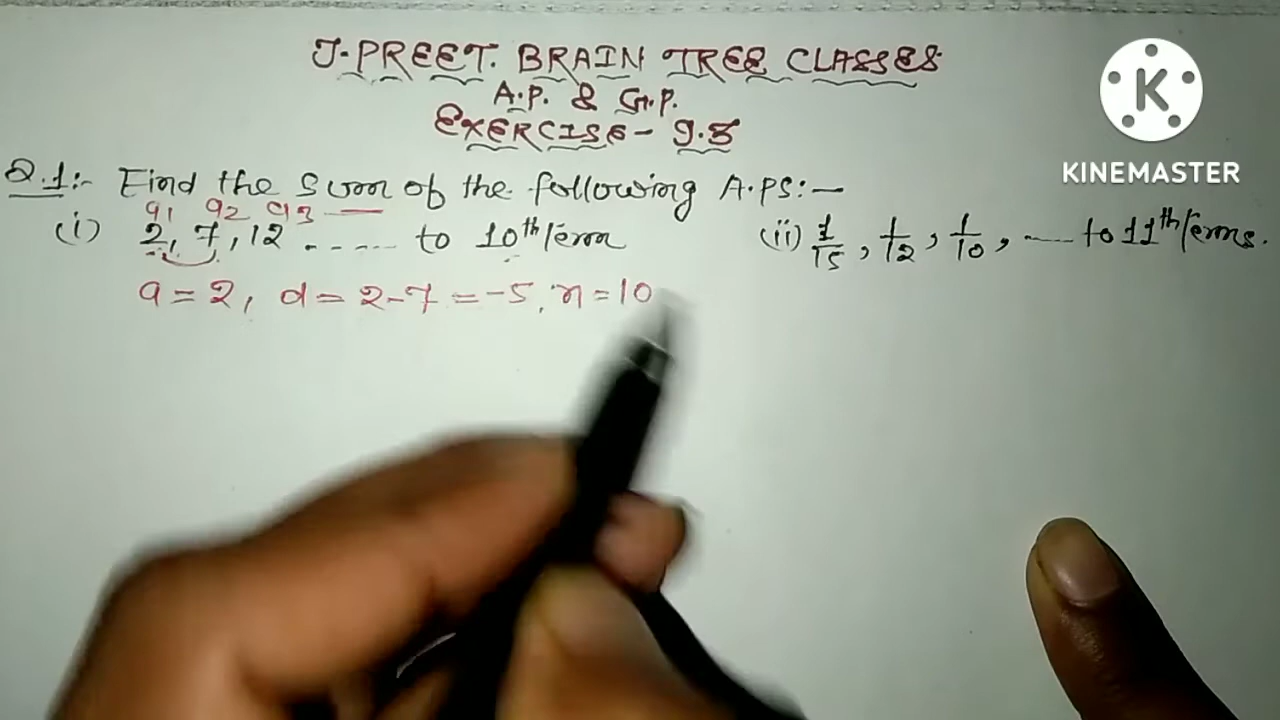 J.PREET. BRAIN TREE CLASSES
A.P. & G.P.
EXERCISE - 9.3
KINEMASTER
Q.1:- Find the Sum of the following A.PS:-
a1 a2 a3 —
(i) 2, 7, 12 ----- to 10th term
(ii) 1/15, 1/12, 1/10, ---- to 11th terms.
a = 2, d = 2-7 = -5, n = 10